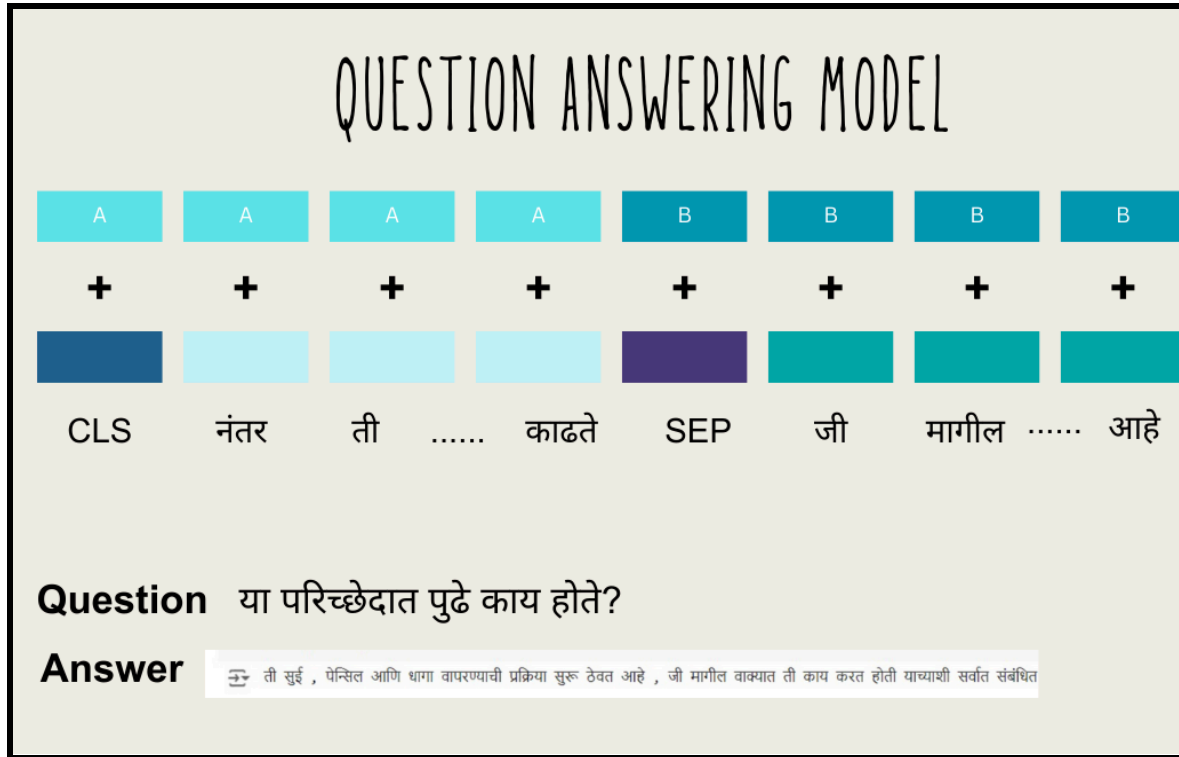 QUESTION ANSWERING MODEL
A A A A B B B B
+ + + + + + + +
CLS नंतर ती ...... काढते SEP जी मागील ...... आहे
Question या परिच्छेदात पुढे काय होते?
Answer ती सुई , पेन्सिल आणि धागा वापरण्याची प्रक्रिया सुरू ठेवत आहे , जी मागील वाक्यात ती काय करत होती याच्याशी सर्वात संबंधित